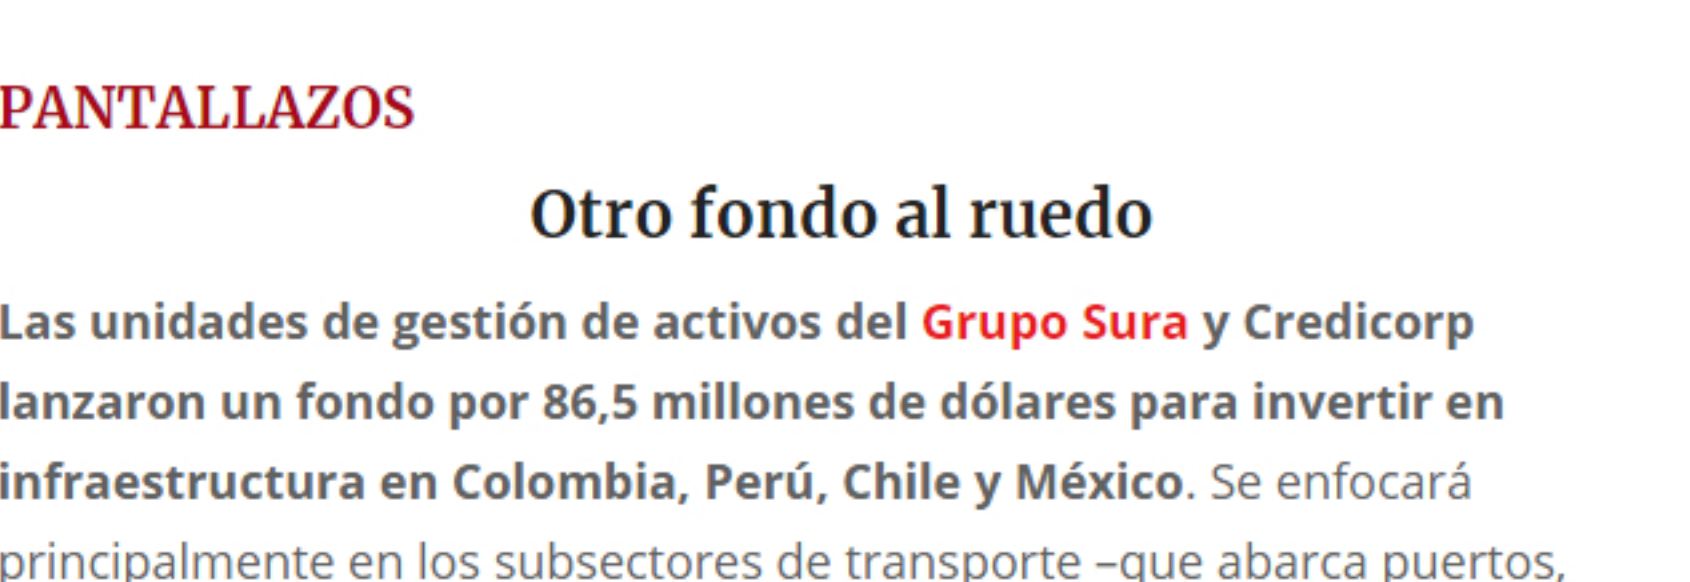 PANTALLAZOS
Otro fondo al ruedo
Las unidades de gestión de activos del Grupo Sura y Credicorp
lanzaron un fondo por 86,5 millones de dólares para invertir en
infraestructura en Colombia, Perú, Chile y México. Se enfocará
principalmente en los subsectores de transporte –que abarca puertos,